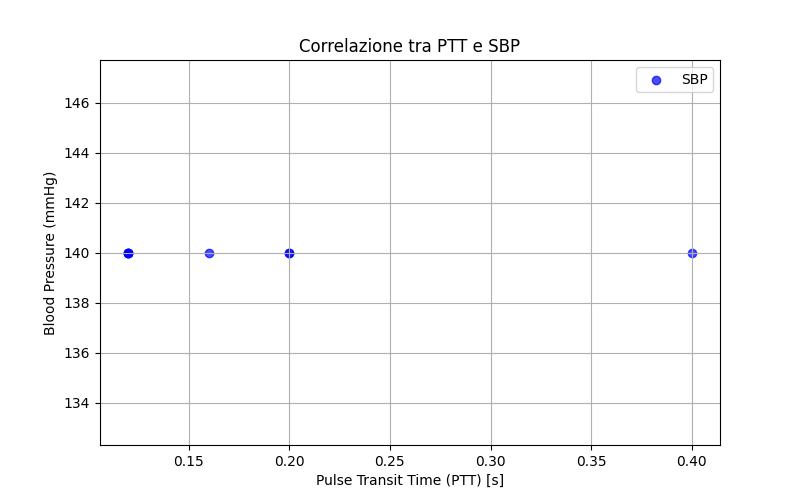 Correlazione tra PTT e SBP
SBP
146
144
142
140
138
136
134
Blood Pressure (mmHg)
0.15 0.20 0.25 0.30 0.35 0.40
Pulse Transit Time (PTT) [s]